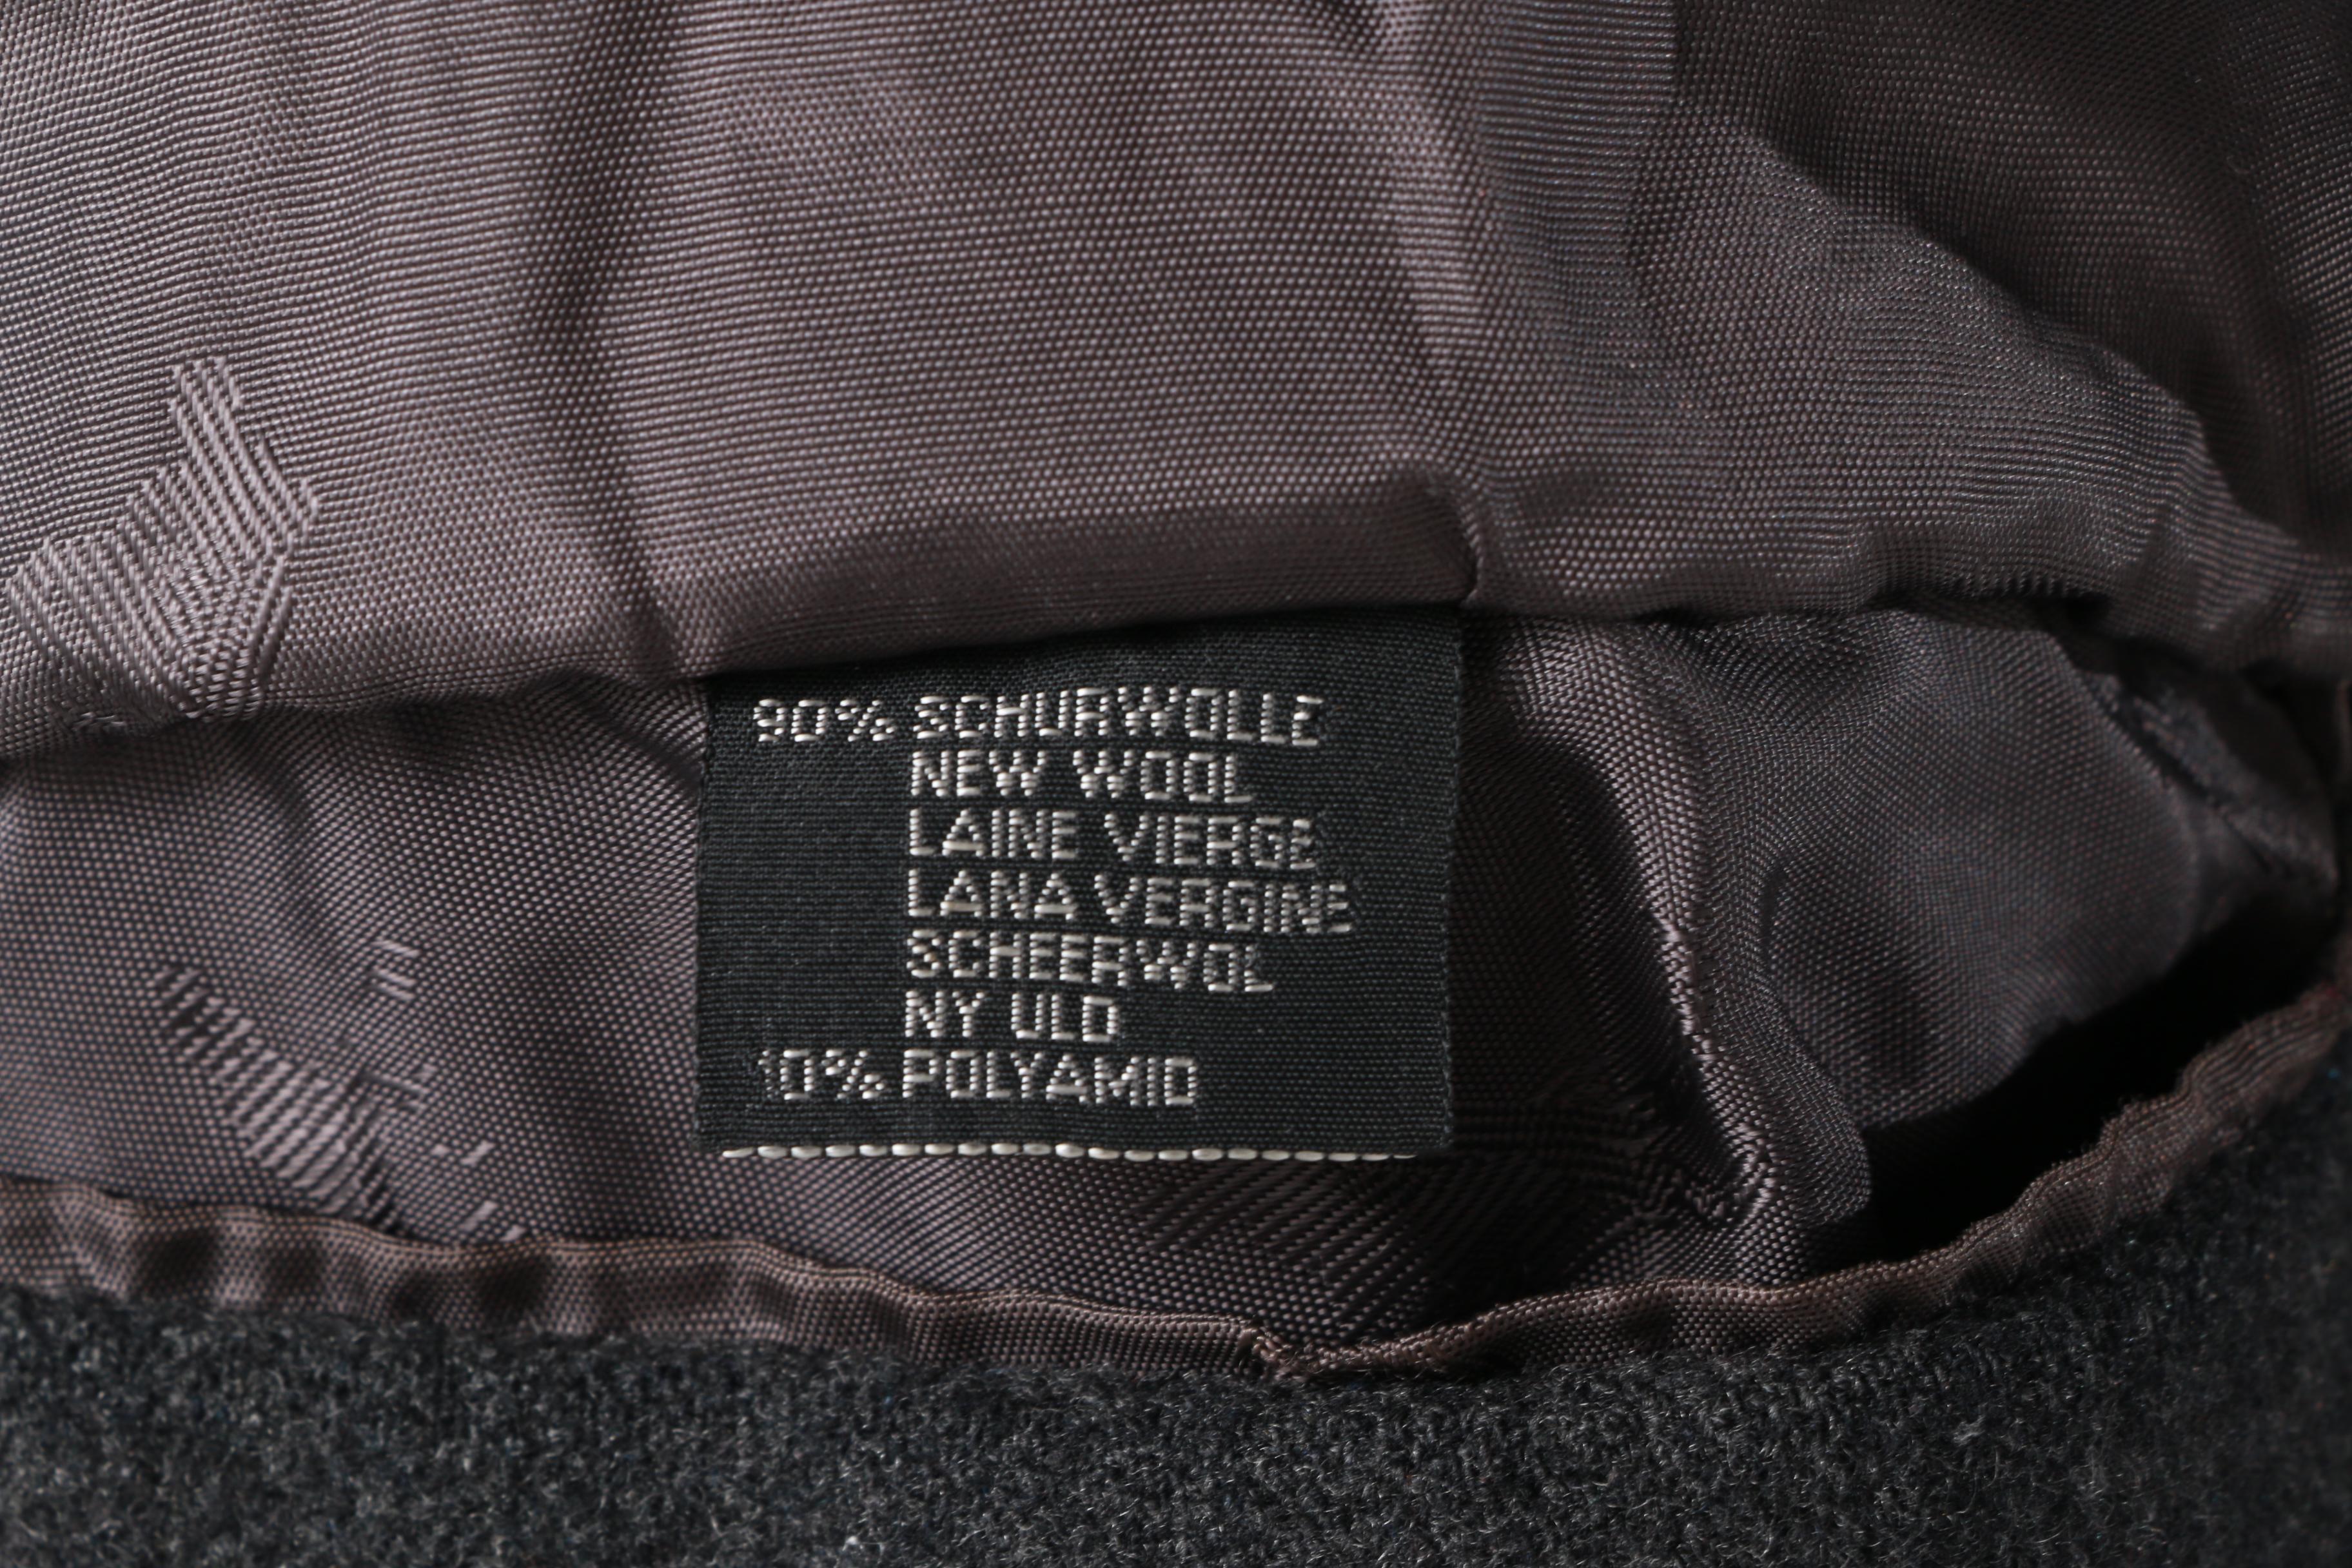 90% SCHURWOLLE
NEW WOOL
LAINE VIERGE
LANA VERGINE
SCHEERWOL
NY ULD
10% POLYAMID